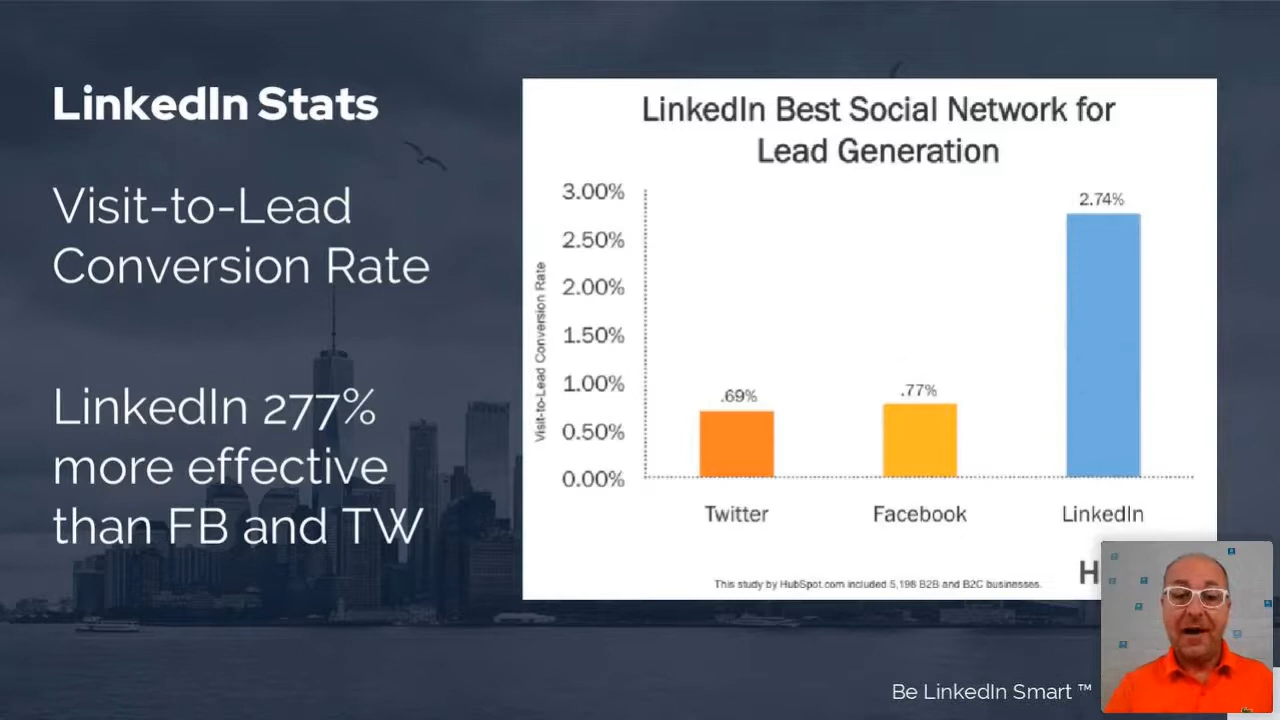 LinkedIn Stats
Visit-to-Lead
Conversion Rate
LinkedIn 277%
more effective
than FB and TW
LinkedIn Best Social Network for
Lead Generation
Visit-to-Lead Conversion Rate
3.00%
2.50%
2.00%
1.50%
1.00%
0.50%
0.00%
.69%
.77%
2.74%
Twitter
Facebook
LinkedIn
This study by HubSpot.com included 5,198 B2B and B2C businesses.
Be LinkedIn Smart ™